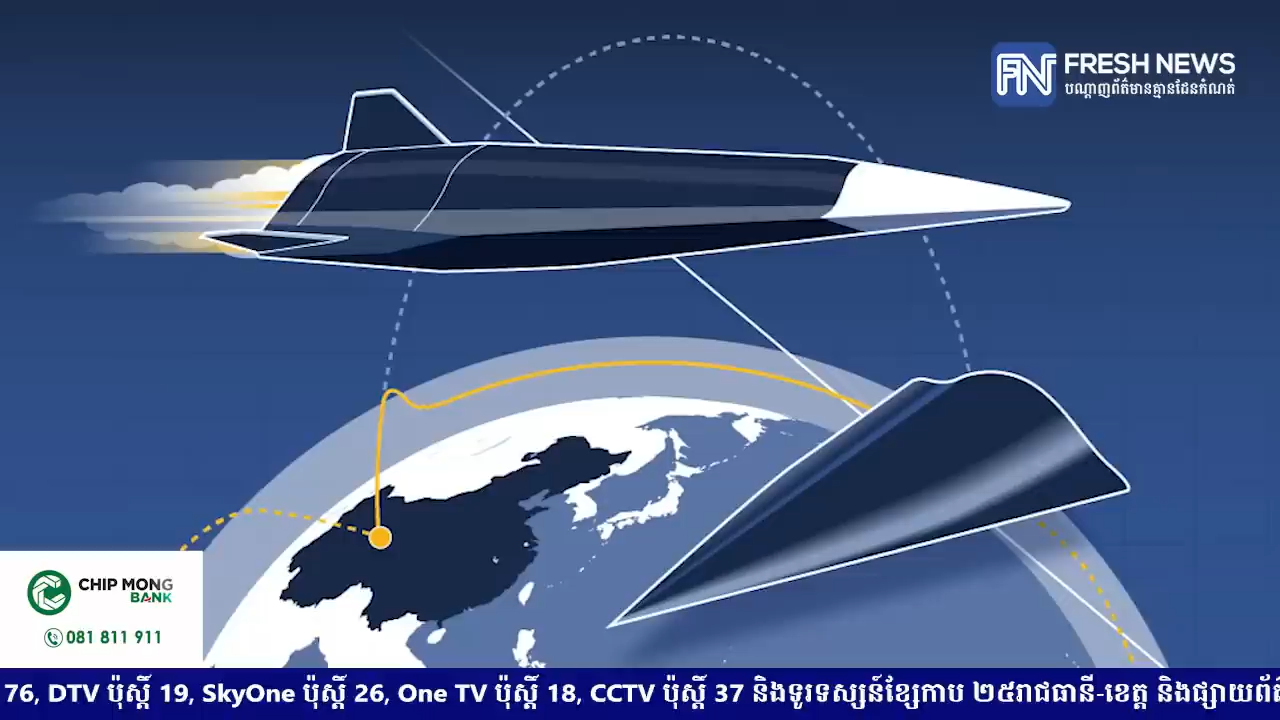 FRESH NEWS
បណ្ដាញព័ត៌មានគ្មានដែនកំណត់
CHIP MONG
BANK
081 811 911
76, DTV ប៉ុស្តិ៍ 19, SkyOne ប៉ុស្តិ៍ 26, One TV ប៉ុស្តិ៍ 18, CCTV ប៉ុស្តិ៍ 37 និងទូរទស្សន៍ខ្សែកាប ២៥រាជធានី-ខេត្ត និងផ្សាយព័ត៌